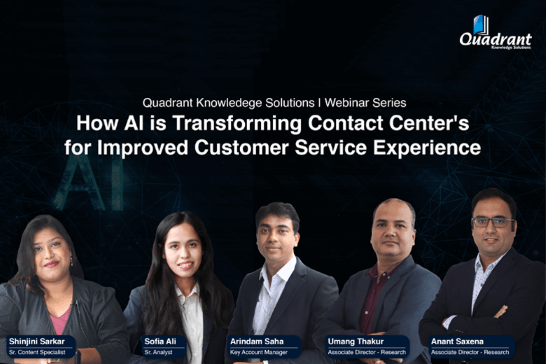 Quadrant
Knowledge Solutions
Quadrant Knowledege Solutions | Webinar Series
How AI is Transforming Contact Center's
for Improved Customer Service Experience
AI
Shinjini Sarkar
Sr. Content Specialist
Sofia Ali
Sr. Analyst
Arindam Saha
Key Account Manager
Umang Thakur
Associate Director - Research
Anant Saxena
Associate Director - Research